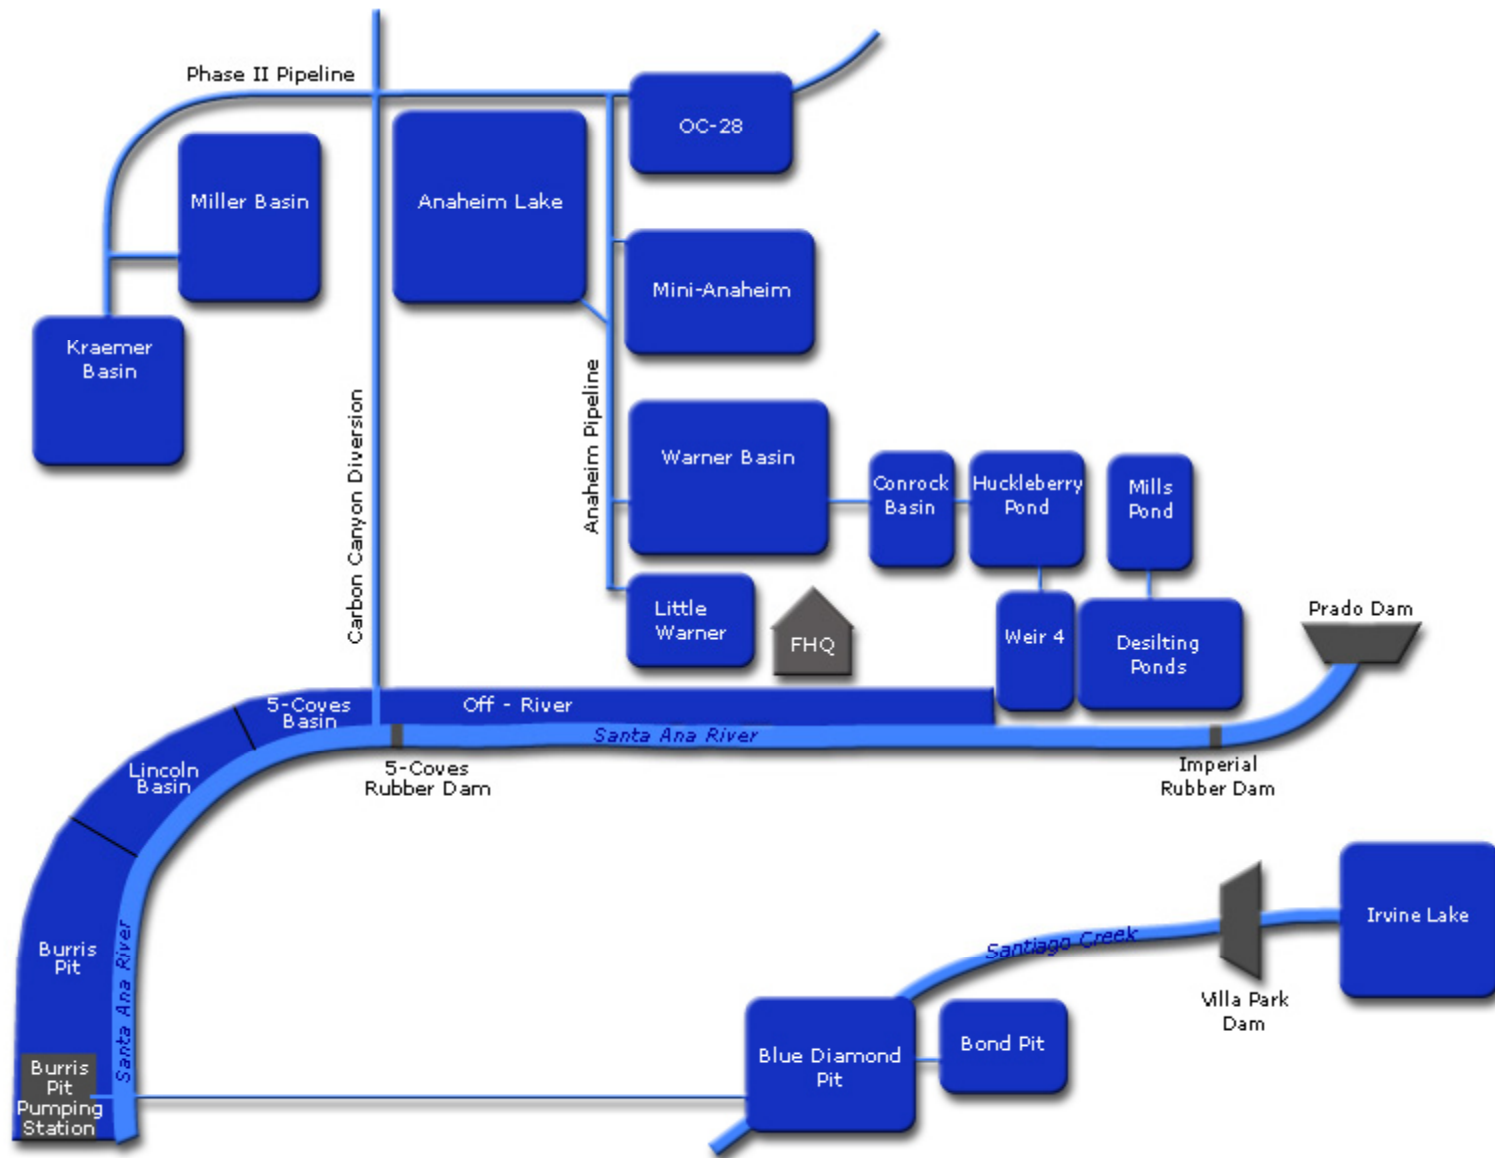 Phase II Pipeline
OC-28
Miller Basin
Anaheim Lake
Mini-Anaheim
Kraemer
Basin
Carbon Canyon Diversion
Anaheim Pipeline
Warner Basin
Conrock
Basin
Huckleberry
Pond
Mills
Pond
Little
Warner
FHQ
Weir 4
Desilting
Ponds
Prado Dam
5-Coves
Basin
Off - River
Santa Ana River
Lincoln
Basin
5-Coves
Rubber Dam
Imperial
Rubber Dam
Burris
Pit
Santa Ana River
Santiago Creek
Irvine Lake
Villa Park
Dam
Blue Diamond
Pit
Bond Pit
Burris
Pit
Pumping
Station